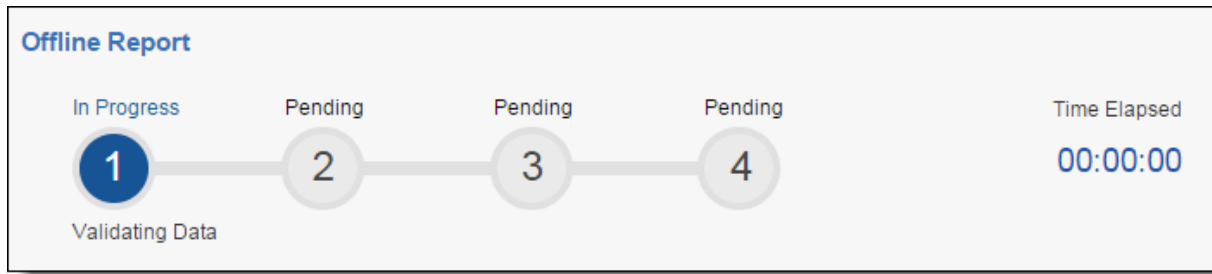 Offline Report
In Progress Pending Pending Pending Time Elapsed
1 2 3 4 00:00:00
Validating Data